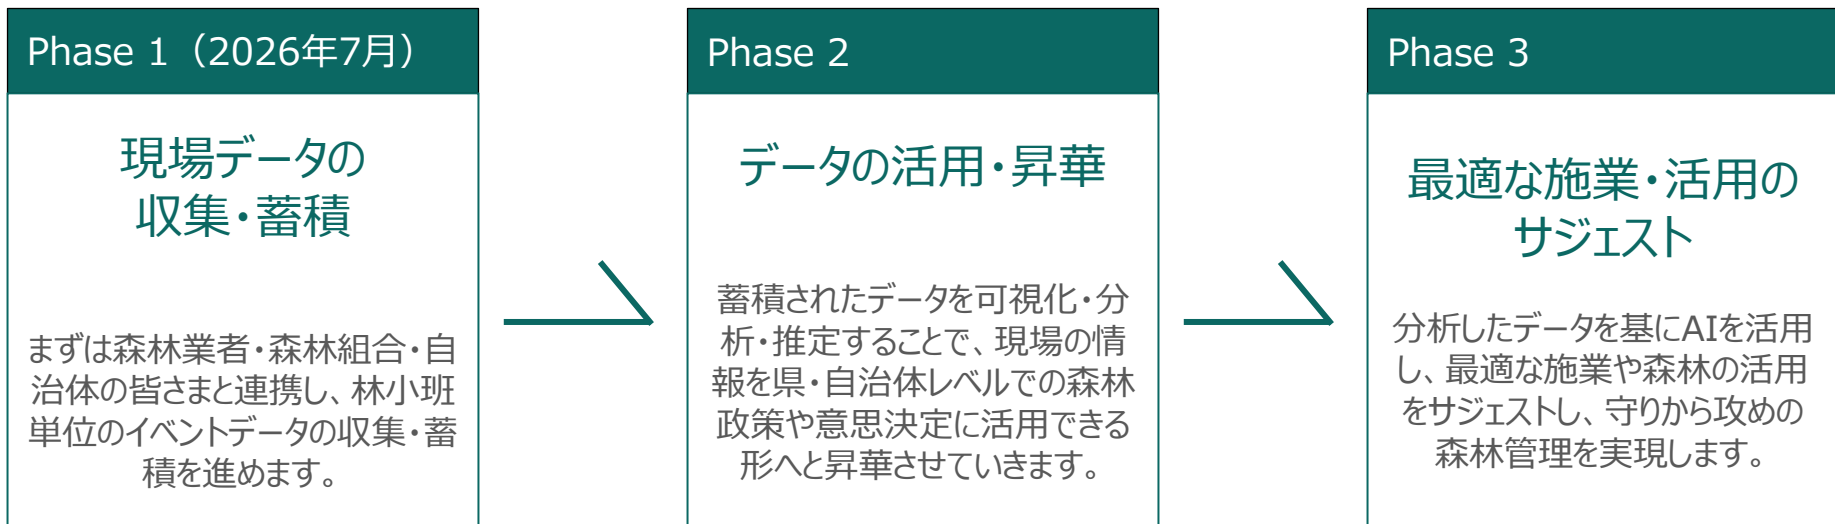 Phase 1（2026年7月）
現場データの
収集・蓄積
まずは森林業者・森林組合・自
治体の皆さまと連携し、林小班
単位のイベントデータの収集・蓄
積を進めます。
Phase 2
データの活用・昇華
蓄積されたデータを可視化・分
析・推定することで、現場の情
報を県・自治体レベルでの森林
政策や意思決定に活用できる
形へと昇華させていきます。
Phase 3
最適な施業・活用の
サジェスト
分析したデータを基にAIを活用
し、最適な施業や森林の活用
をサジェストし、守りから攻めの
森林管理を実現します。